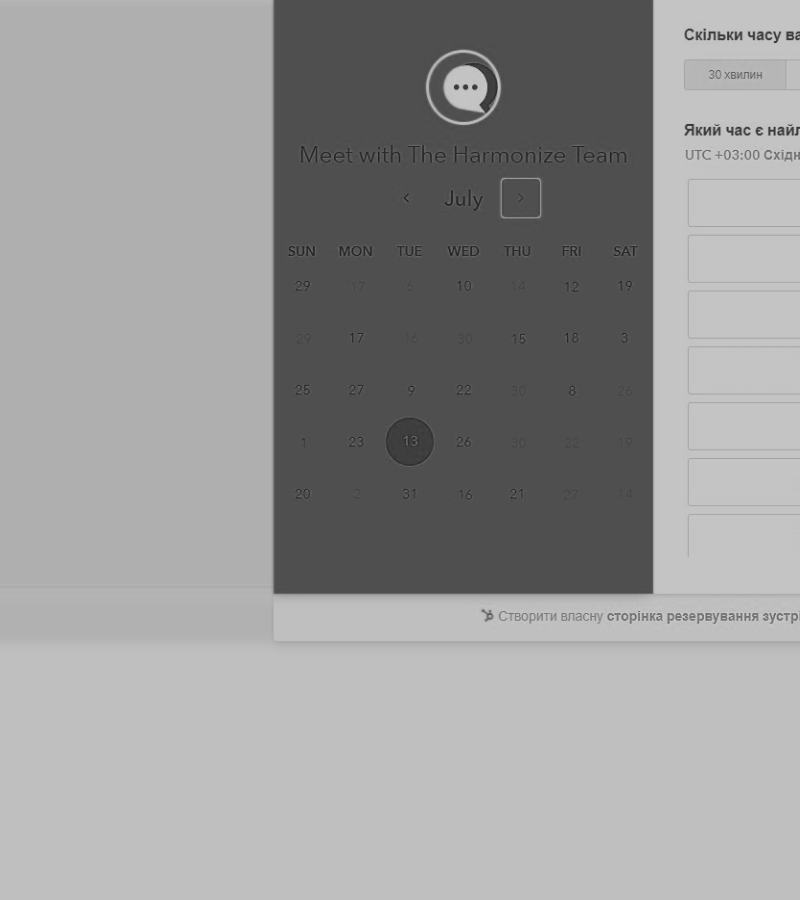 Скільки часу ва
30 хвилин
Meet with The Harmonize Team
Який час є найл
UTC +03:00 Східн
July
SUN MON TUE WED THU FRI SAT
29 17 6 10 14 12 19
29 17 16 30 15 18 3
25 27 9 22 30 8 26
1 23 13 26 30 22 19
20 2 31 16 21 27 14
Створити власну сторінка резервування зустрі